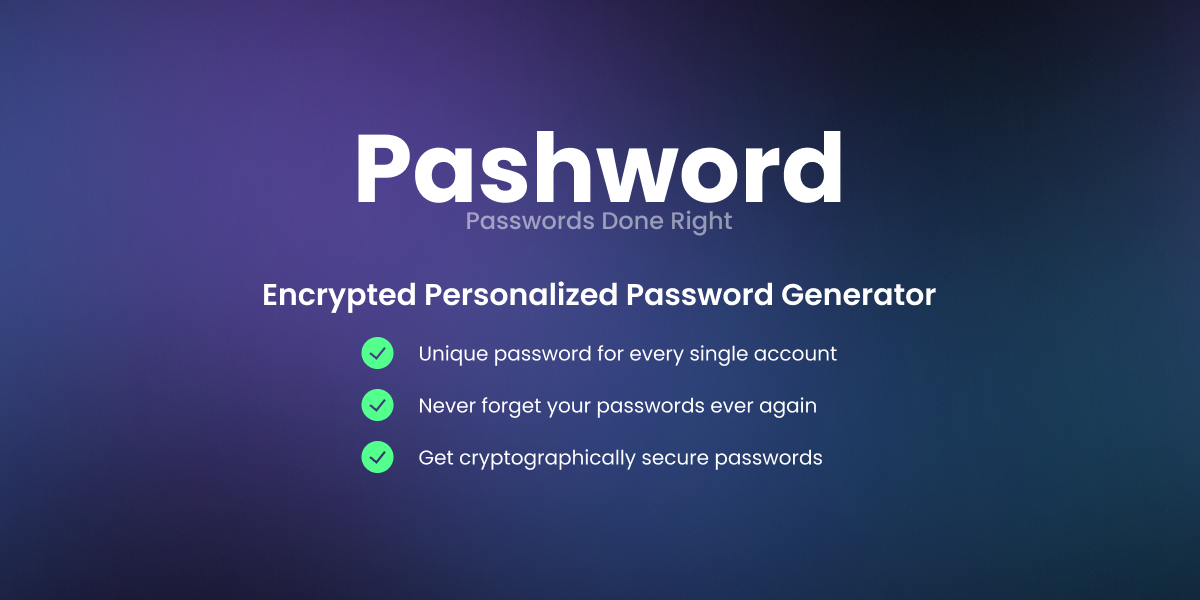 Pashword
Passwords Done Right
Encrypted Personalized Password Generator
Unique password for every single account
Never forget your passwords ever again
Get cryptographically secure passwords